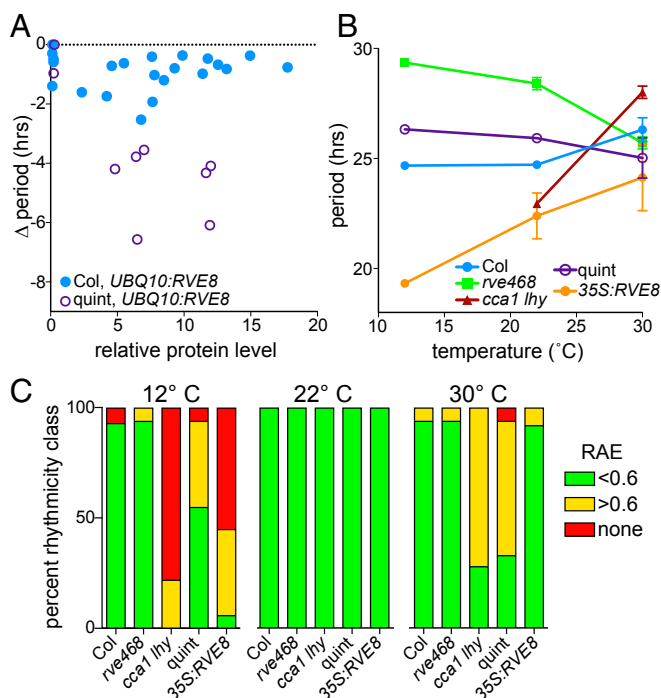 A
0
-2
-4
-6
-8
Δ period (hrs)
Col, UBQ10:RVE8
quint, UBQ10:RVE8
0 5 10 15 20
relative protein level
B
30
25
20
period (hrs)
Col
rve468
cca1 lhy
quint
35S:RVE8
10 15 20 25 30
temperature (˚C)
C
12° C 22° C 30° C
100
50
0
percent rhythmicity class
Col rve468 cca1 lhy quint 35S:RVE8
Col rve468 cca1 lhy quint 35S:RVE8
Col rve468 cca1 lhy quint 35S:RVE8
RAE
<0.6
>0.6
none